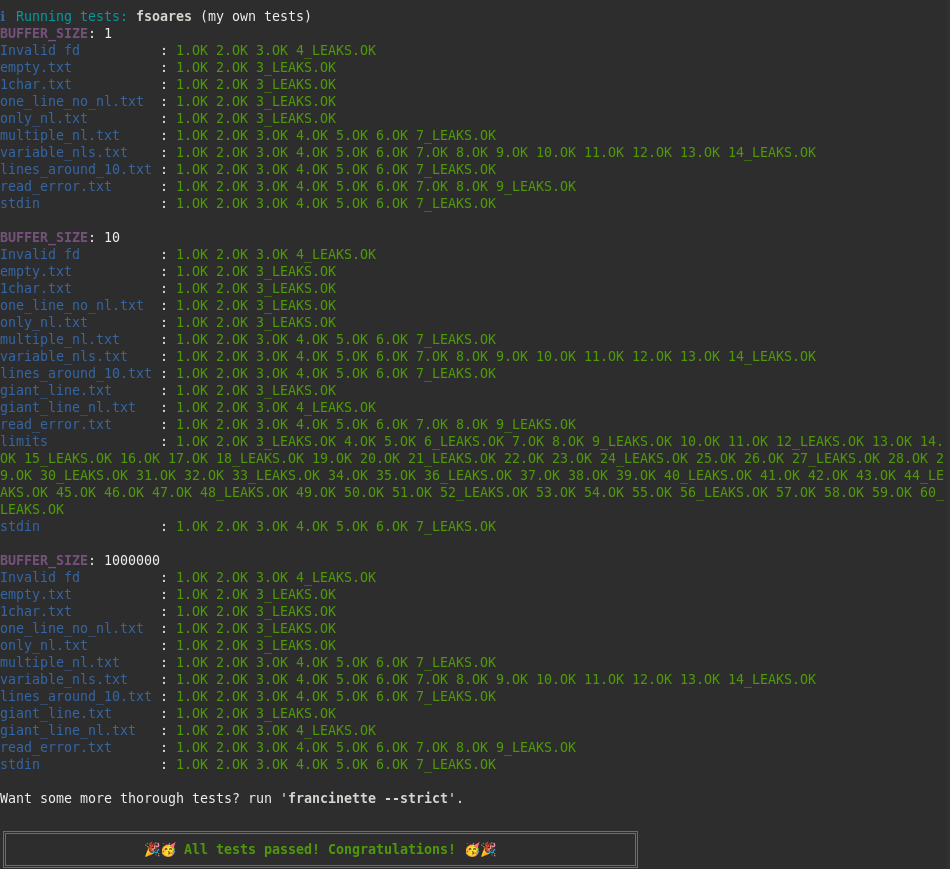 ℹ Running tests: fsoares (my own tests)
BUFFER_SIZE: 1
Invalid fd          : 1.OK 2.OK 3.OK 4_LEAKS.OK
empty.txt           : 1.OK 2.OK 3_LEAKS.OK
1char.txt           : 1.OK 2.OK 3_LEAKS.OK
one_line_no_nl.txt  : 1.OK 2.OK 3_LEAKS.OK
only_nl.txt         : 1.OK 2.OK 3_LEAKS.OK
multiple_nl.txt     : 1.OK 2.OK 3.OK 4.OK 5.OK 6.OK 7_LEAKS.OK
variable_nls.txt    : 1.OK 2.OK 3.OK 4.OK 5.OK 6.OK 7.OK 8.OK 9.OK 10.OK 11.OK 12.OK 13.OK 14_LEAKS.OK
lines_around_10.txt : 1.OK 2.OK 3.OK 4.OK 5.OK 6.OK 7_LEAKS.OK
read_error.txt      : 1.OK 2.OK 3.OK 4.OK 5.OK 6.OK 7.OK 8.OK 9_LEAKS.OK
stdin               : 1.OK 2.OK 3.OK 4.OK 5.OK 6.OK 7_LEAKS.OK

BUFFER_SIZE: 10
Invalid fd          : 1.OK 2.OK 3.OK 4_LEAKS.OK
empty.txt           : 1.OK 2.OK 3_LEAKS.OK
1char.txt           : 1.OK 2.OK 3_LEAKS.OK
one_line_no_nl.txt  : 1.OK 2.OK 3_LEAKS.OK
only_nl.txt         : 1.OK 2.OK 3_LEAKS.OK
multiple_nl.txt     : 1.OK 2.OK 3.OK 4.OK 5.OK 6.OK 7_LEAKS.OK
variable_nls.txt    : 1.OK 2.OK 3.OK 4.OK 5.OK 6.OK 7.OK 8.OK 9.OK 10.OK 11.OK 12.OK 13.OK 14_LEAKS.OK
lines_around_10.txt : 1.OK 2.OK 3.OK 4.OK 5.OK 6.OK 7_LEAKS.OK
giant_line.txt      : 1.OK 2.OK 3_LEAKS.OK
giant_line_nl.txt   : 1.OK 2.OK 3.OK 4_LEAKS.OK
read_error.txt      : 1.OK 2.OK 3.OK 4.OK 5.OK 6.OK 7.OK 8.OK 9_LEAKS.OK
limits              : 1.OK 2.OK 3_LEAKS.OK 4.OK 5.OK 6_LEAKS.OK 7.OK 8.OK 9_LEAKS.OK 10.OK 11.OK 12_LEAKS.OK 13.OK 14.
OK 15_LEAKS.OK 16.OK 17.OK 18_LEAKS.OK 19.OK 20.OK 21_LEAKS.OK 22.OK 23.OK 24_LEAKS.OK 25.OK 26.OK 27_LEAKS.OK 28.OK 2
9.OK 30_LEAKS.OK 31.OK 32.OK 33_LEAKS.OK 34.OK 35.OK 36_LEAKS.OK 37.OK 38.OK 39.OK 40_LEAKS.OK 41.OK 42.OK 43.OK 44_LE
AKS.OK 45.OK 46.OK 47.OK 48_LEAKS.OK 49.OK 50.OK 51.OK 52_LEAKS.OK 53.OK 54.OK 55.OK 56_LEAKS.OK 57.OK 58.OK 59.OK 60_
LEAKS.OK
stdin               : 1.OK 2.OK 3.OK 4.OK 5.OK 6.OK 7_LEAKS.OK

BUFFER_SIZE: 1000000
Invalid fd          : 1.OK 2.OK 3.OK 4_LEAKS.OK
empty.txt           : 1.OK 2.OK 3_LEAKS.OK
1char.txt           : 1.OK 2.OK 3_LEAKS.OK
one_line_no_nl.txt  : 1.OK 2.OK 3_LEAKS.OK
only_nl.txt         : 1.OK 2.OK 3_LEAKS.OK
multiple_nl.txt     : 1.OK 2.OK 3.OK 4.OK 5.OK 6.OK 7_LEAKS.OK
variable_nls.txt    : 1.OK 2.OK 3.OK 4.OK 5.OK 6.OK 7.OK 8.OK 9.OK 10.OK 11.OK 12.OK 13.OK 14_LEAKS.OK
lines_around_10.txt : 1.OK 2.OK 3.OK 4.OK 5.OK 6.OK 7_LEAKS.OK
giant_line.txt      : 1.OK 2.OK 3_LEAKS.OK
giant_line_nl.txt   : 1.OK 2.OK 3.OK 4_LEAKS.OK
read_error.txt      : 1.OK 2.OK 3.OK 4.OK 5.OK 6.OK 7.OK 8.OK 9_LEAKS.OK
stdin               : 1.OK 2.OK 3.OK 4.OK 5.OK 6.OK 7_LEAKS.OK

Want some more thorough tests? run 'francinette --strict'.

🎉🥳 All tests passed! Congratulations! 🥳🎉